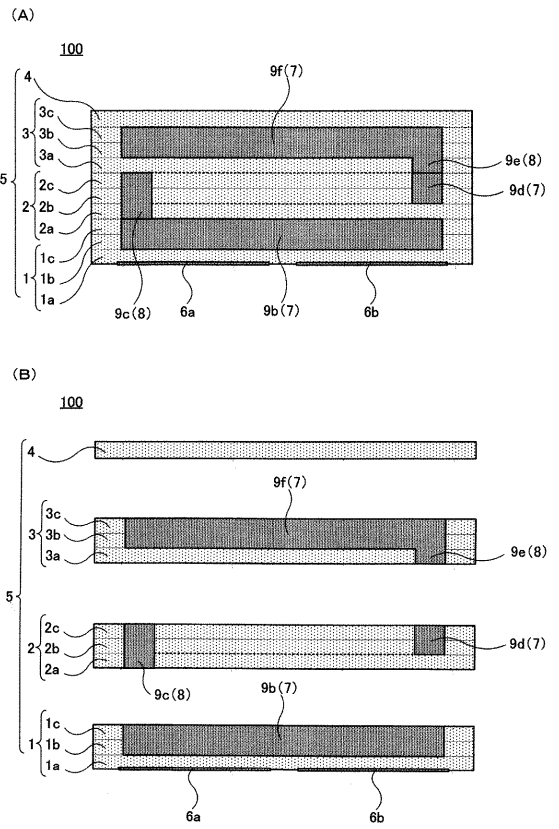 (A)
100
9f(7)
4
3c
3
3b
3a
9e(8)
5
2c
2
2b
9d(7)
2a
1c
1
1b
1a
9c(8)
6a
9b(7)
6b
(B)
100
4
9f(7)
3c
3
3b
3a
9e(8)
5
2c
2
2b
2a
9d(7)
9c(8)
9b(7)
1c
1
1b
1a
6a
6b